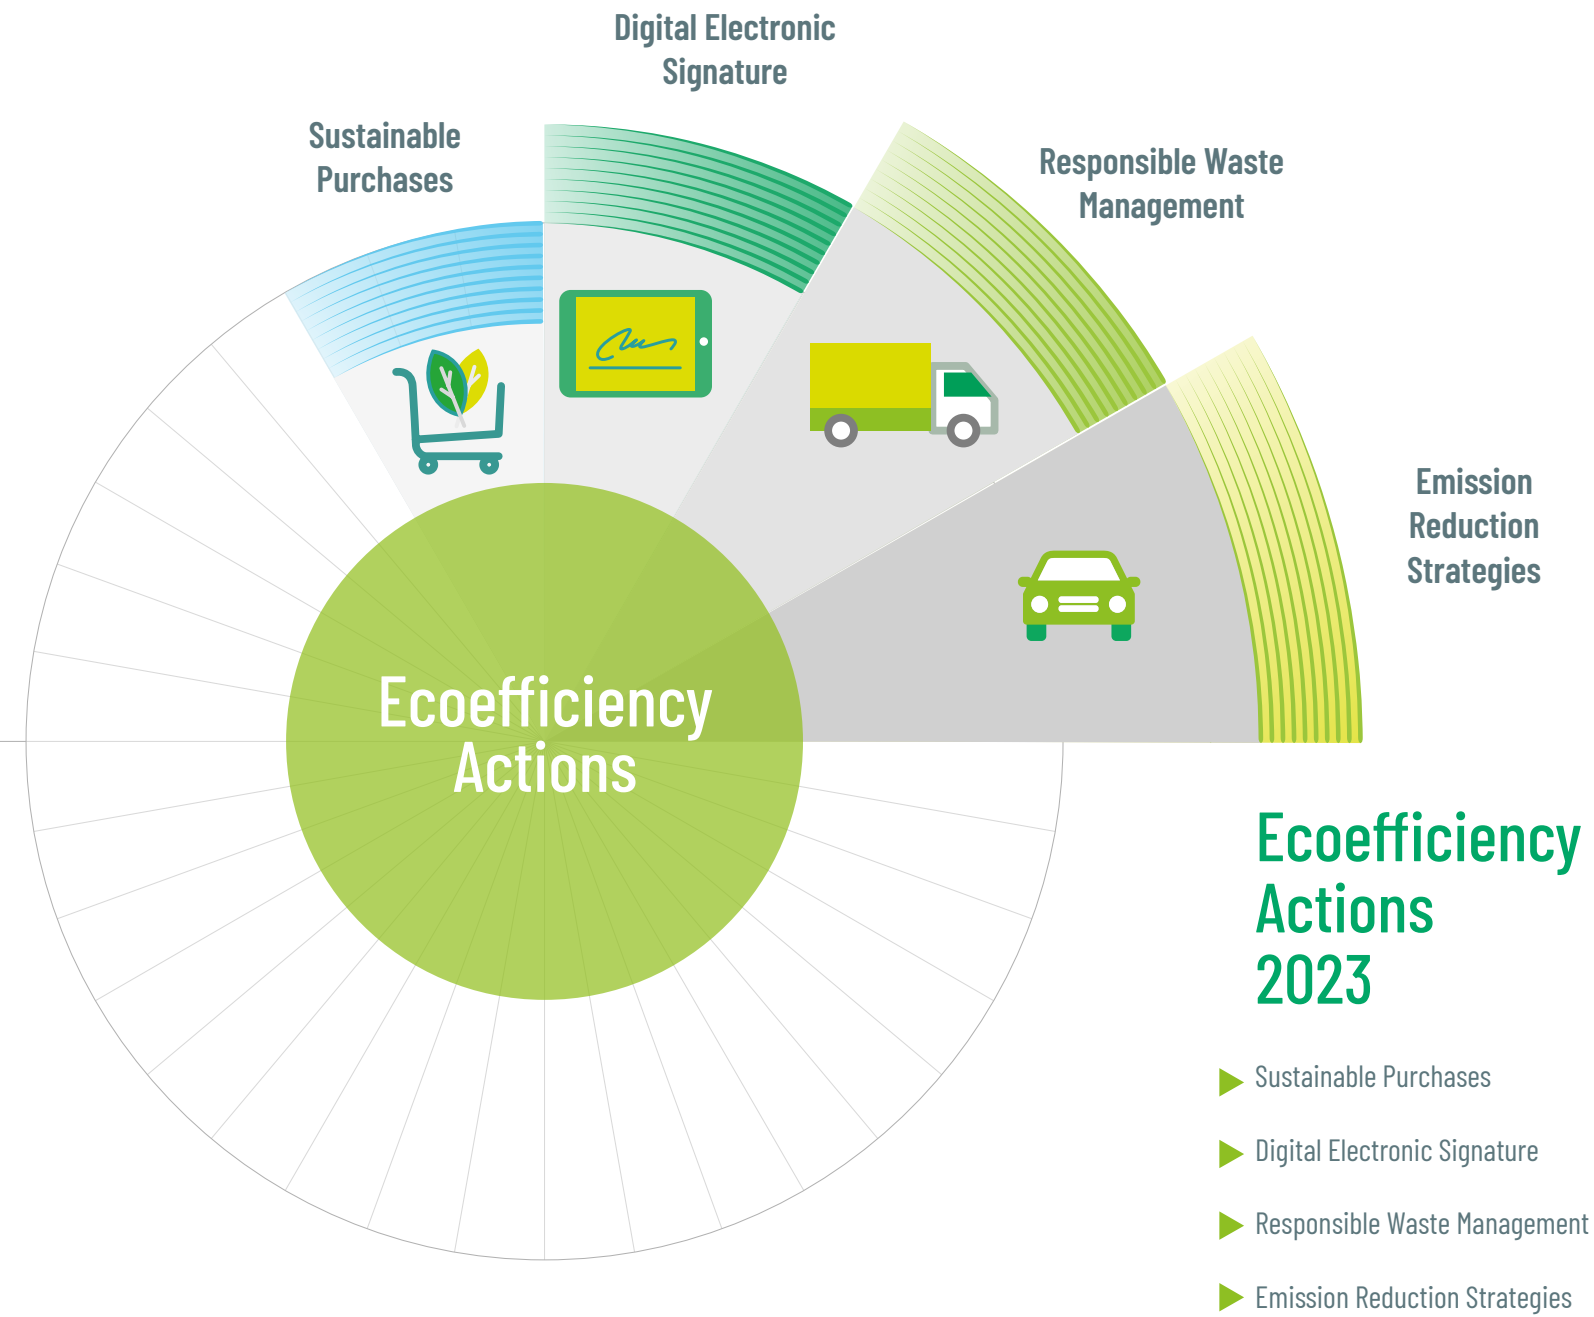 Digital Electronic
Signature
Sustainable
Purchases
Responsible Waste
Management
Emission
Reduction
Strategies
Ecoefficiency
Actions
Ecoefficiency
Actions
2023
Sustainable Purchases
Digital Electronic Signature
Responsible Waste Management
Emission Reduction Strategies